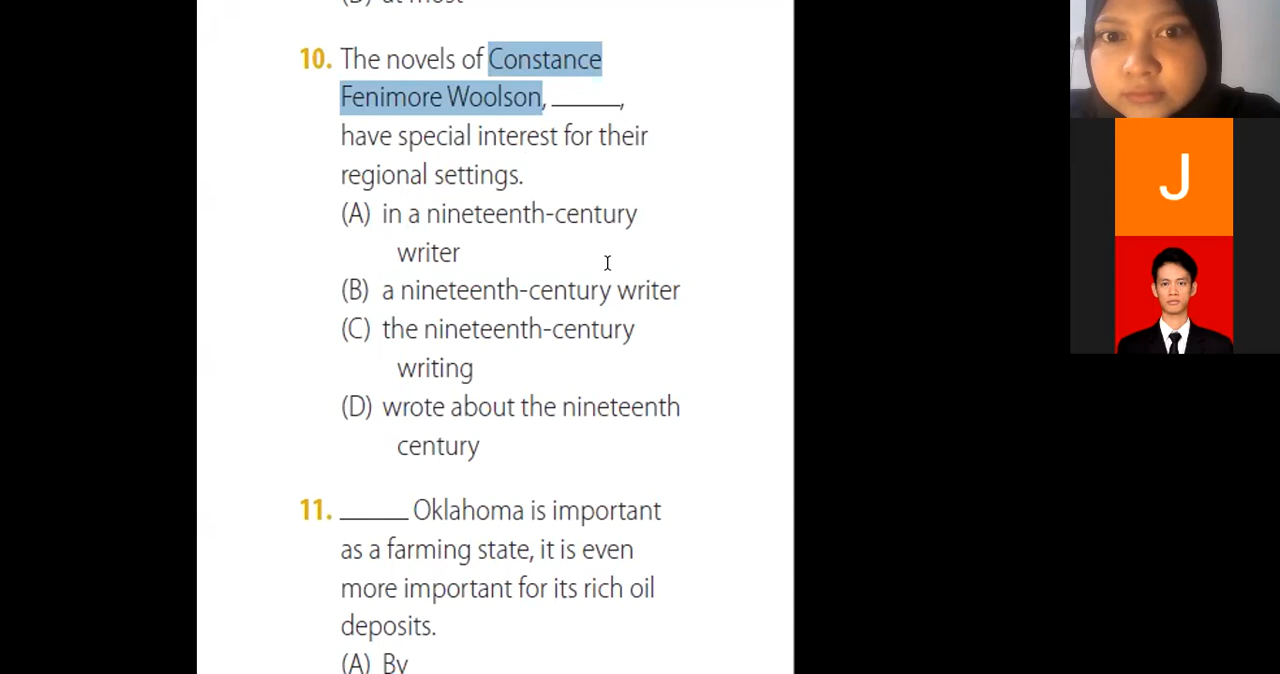 (D) at most
10. The novels of Constance
Fenimore Woolson, ______,
have special interest for their
regional settings.
(A) in a nineteenth-century
writer
(B) a nineteenth-century writer
(C) the nineteenth-century
writing
(D) wrote about the nineteenth
century
11. ______ Oklahoma is important
as a farming state, it is even
more important for its rich oil
deposits.
(A) By
J